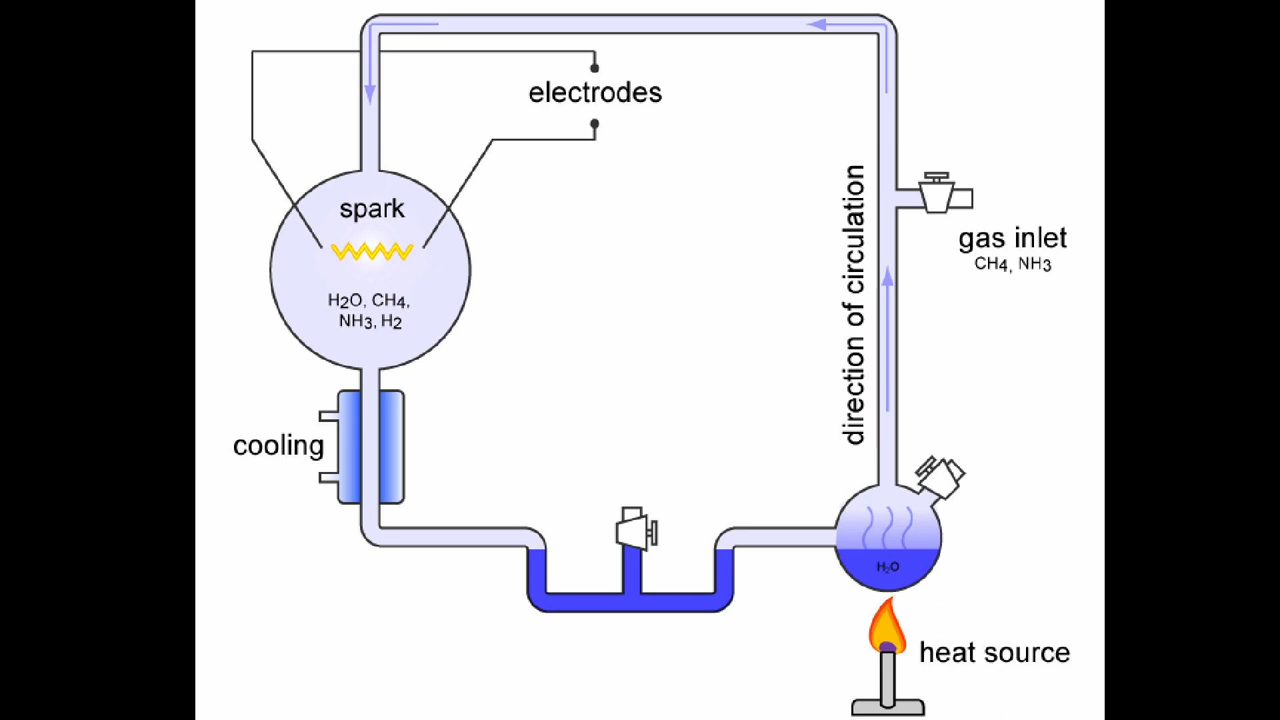 electrodes
spark
H2O, CH4,
NH3, H2
direction of circulation
gas inlet
CH4, NH3
cooling
H2O
heat source